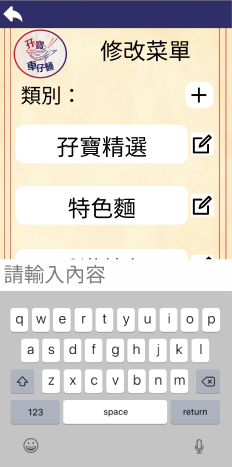 孖寶
車仔麵
修改菜單
類別：
孖寶精選
特色麵
請輸入內容
q w e r t y u i o p
a s d f g h j k l
z x c v b n m
123 space return